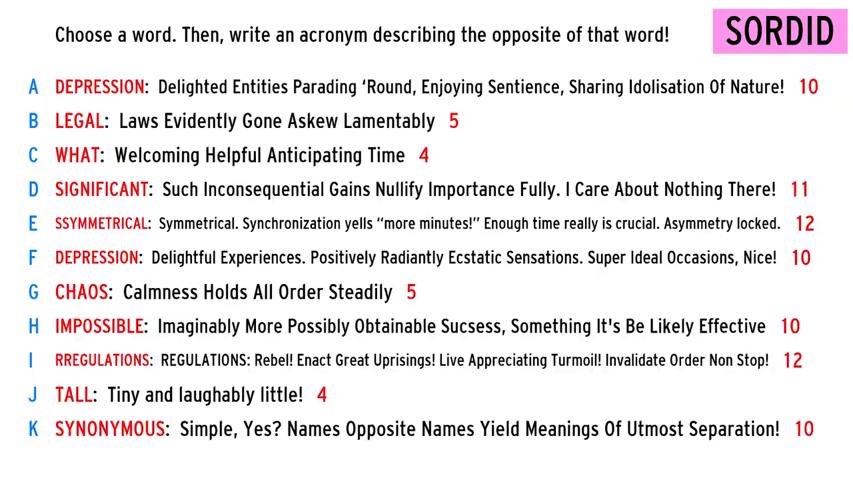 Choose a word. Then, write an acronym describing the opposite of that word!
SORDID
A DEPRESSION: Delighted Entities Parading ‘Round, Enjoying Sentience, Sharing Idolisation Of Nature! 10
B LEGAL: Laws Evidently Gone Askew Lamentably 5
C WHAT: Welcoming Helpful Anticipating Time 4
D SIGNIFICANT: Such Inconsequential Gains Nullify Importance Fully. I Care About Nothing There! 11
E SSYMMETRICAL: Symmetrical. Synchronization yells “more minutes!” Enough time really is crucial. Asymmetry locked. 12
F DEPRESSION: Delightful Experiences. Positively Radiantly Ecstatic Sensations. Super Ideal Occasions, Nice! 10
G CHAOS: Calmness Holds All Order Steadily 5
H IMPOSSIBLE: Imaginably More Possibly Obtainable Sucsess, Something It's Be Likely Effective 10
I RREGULATIONS: REGULATIONS: Rebel! Enact Great Uprisings! Live Appreciating Turmoil! Invalidate Order Non Stop! 12
J TALL: Tiny and laughably little! 4
K SYNONYMOUS: Simple, Yes? Names Opposite Names Yield Meanings Of Utmost Separation! 10